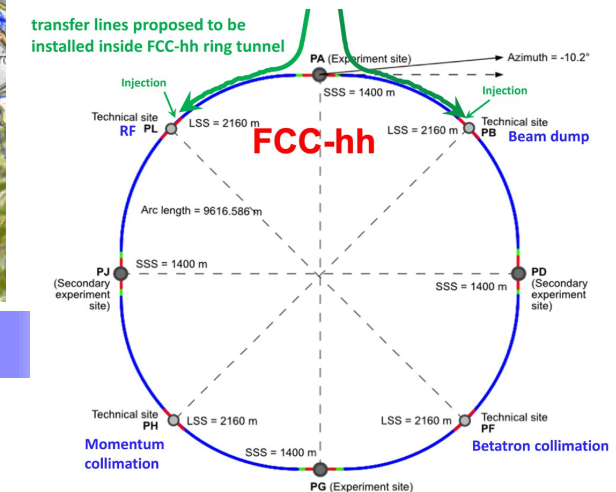 transfer lines proposed to be
installed inside FCC-hh ring tunnel
PA (Experiment site)
Azimuth = -10.2°
Injection
Injection
SSS = 1400 m
Technical site
RF PL
LSS = 2160 m
FCC-hh
LSS = 2160 m
Technical site
PB
Beam dump
Arc length = 9616.586 m
PJ
(Secondary
experiment
site)
SSS = 1400 m
SSS = 1400 m
PD
(Secondary
experiment
site)
Technical site
PH
LSS = 2160 m
LSS = 2160 m
Technical site
PF
Momentum
collimation
SSS = 1400 m
Betatron collimation
PG (Experiment site)